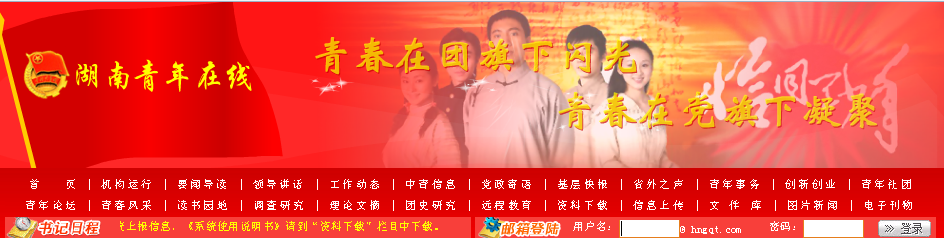 湖南青年在线
青春在团旗下闪光
青春在党旗下凝聚
首 页 | 机构运行 | 要闻导读 | 领导讲话 | 工作动态 | 中青信息 | 党政寄语 | 基层快报 | 省外之声 | 青年事务 | 创新创业 | 青年社团
青年论坛 | 青春风采 | 读书园地 | 调查研究 | 理论文摘 | 团史研究 | 远程教育 | 资料下载 | 信息上传 | 文 件 库 | 图片新闻 | 电子刊物
书记日程 上根信息。《系统使用说明书》请到“资料下载”栏目中下载。 邮箱登陆 用户名： @hngqt.com 密码： >> 登录